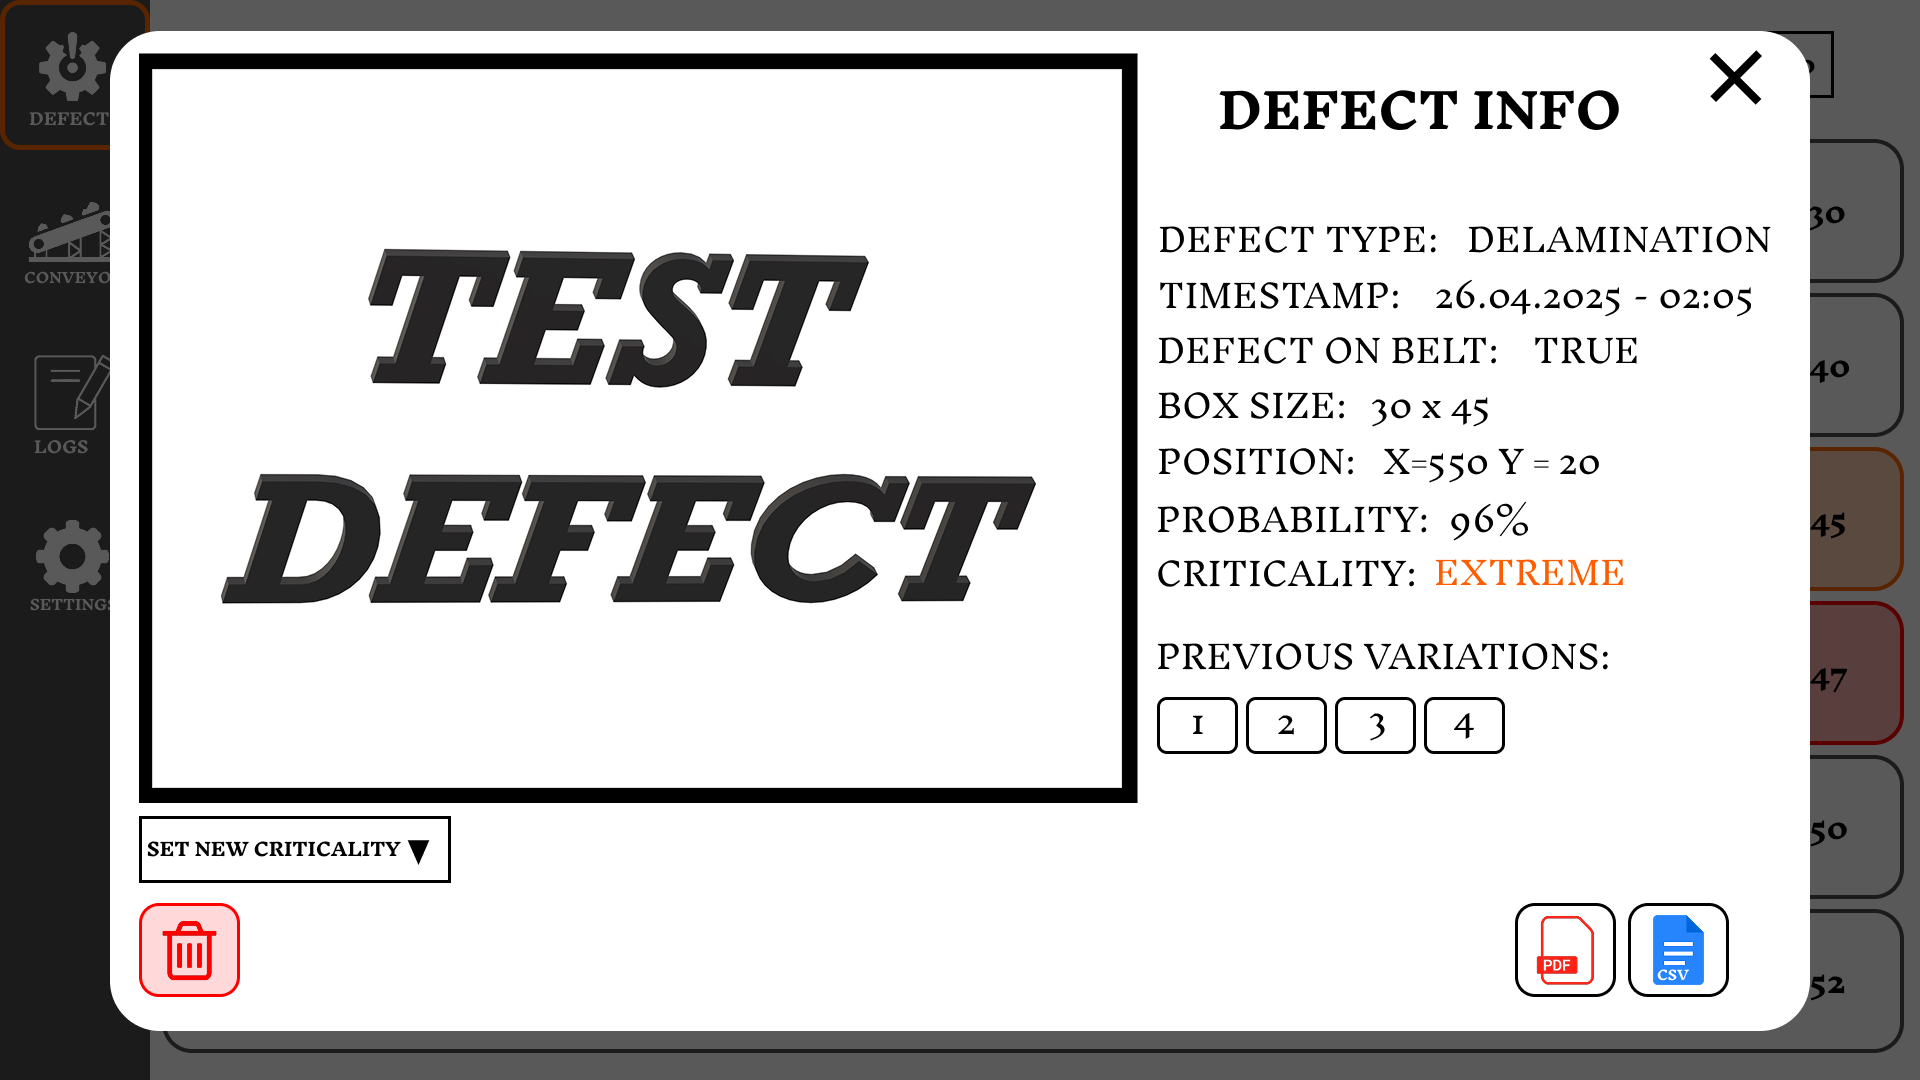 DEFECT
CONVEYO
LOGS
SETTINGS
TEST
DEFECT
SET NEW CRITICALITY ▼
DEFECT INFO
DEFECT TYPE: DELAMINATION
TIMESTAMP: 26.04.2025 - 02:05
DEFECT ON BELT: TRUE
BOX SIZE: 30 x 45
POSITION: X=550 Y = 20
PROBABILITY: 96%
CRITICALITY: EXTREME
PREVIOUS VARIATIONS:
1 2 3 4
PDF
CSV
30
40
45
47
50
52